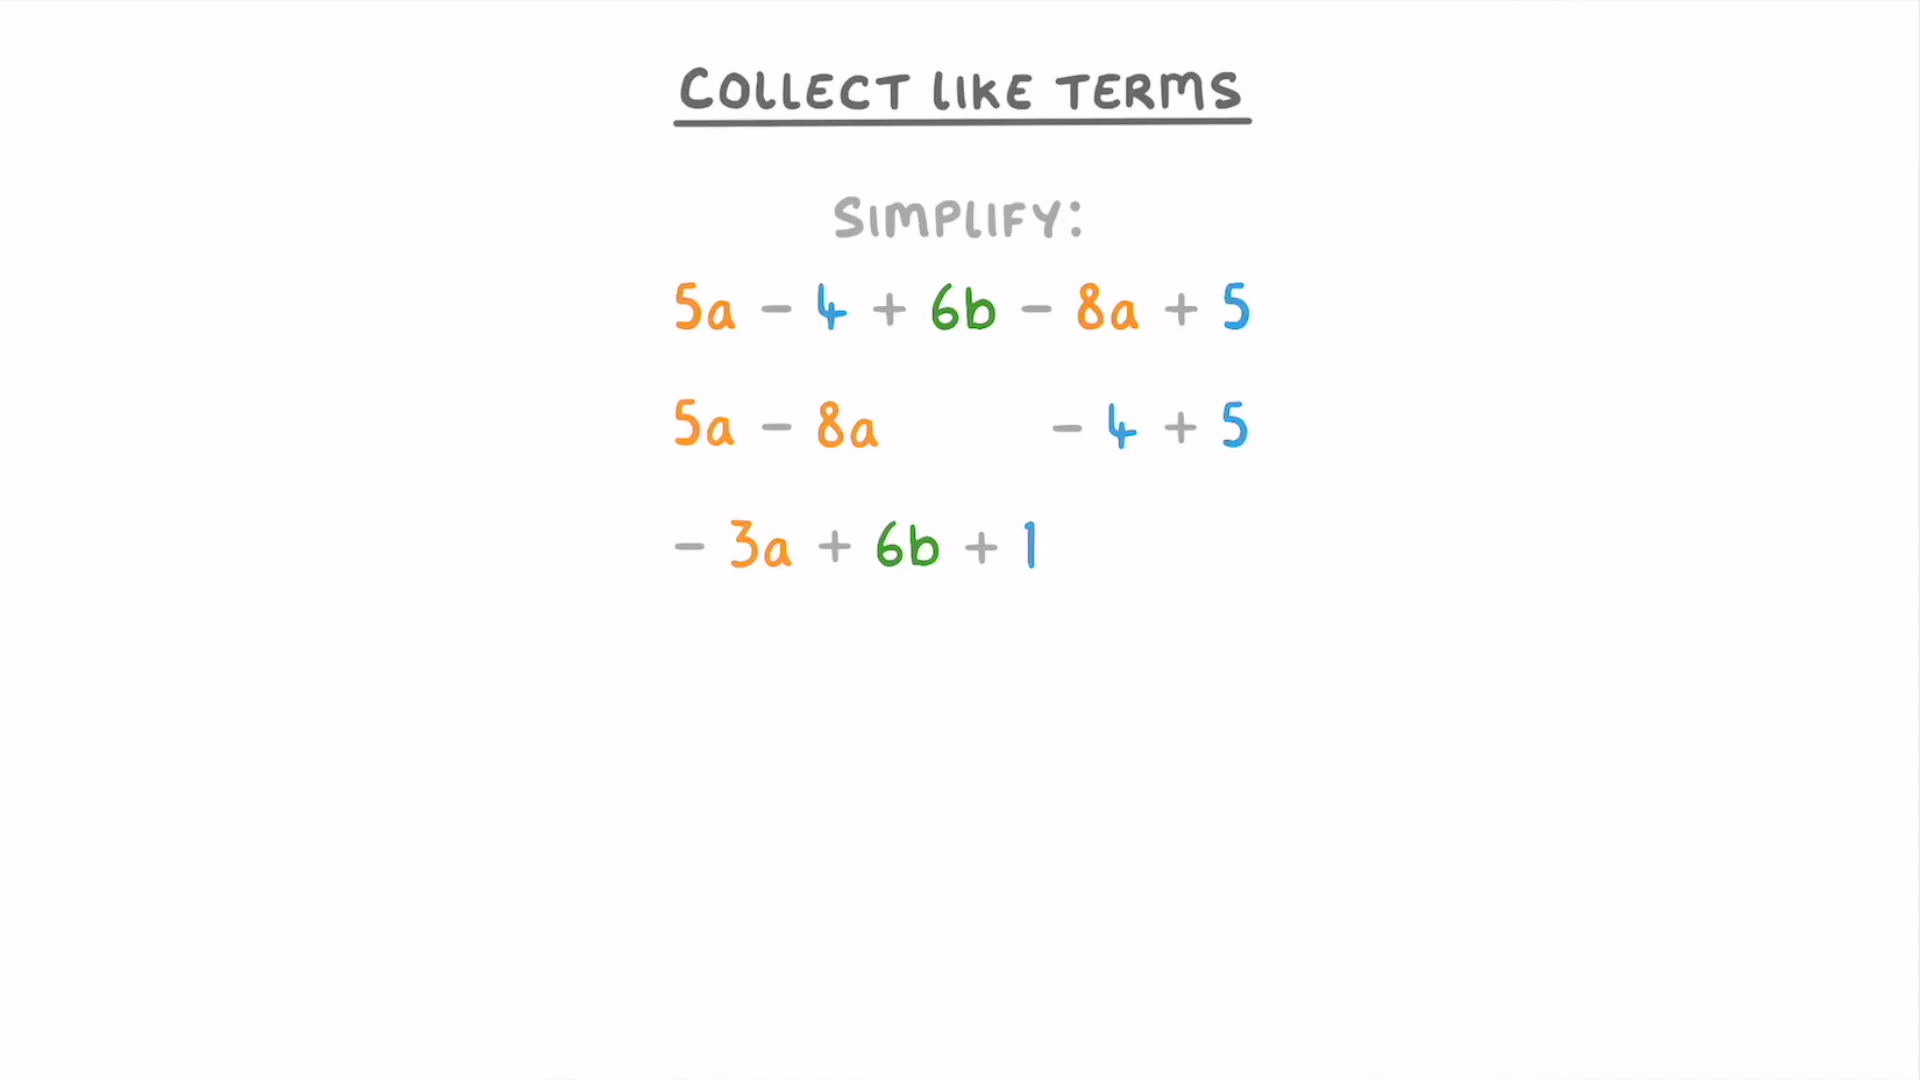 COLLECT LIKE TERMS
SIMPLIFY:
5a - 4 + 6b - 8a + 5
5a - 8a - 4 + 5
- 3a + 6b + 1